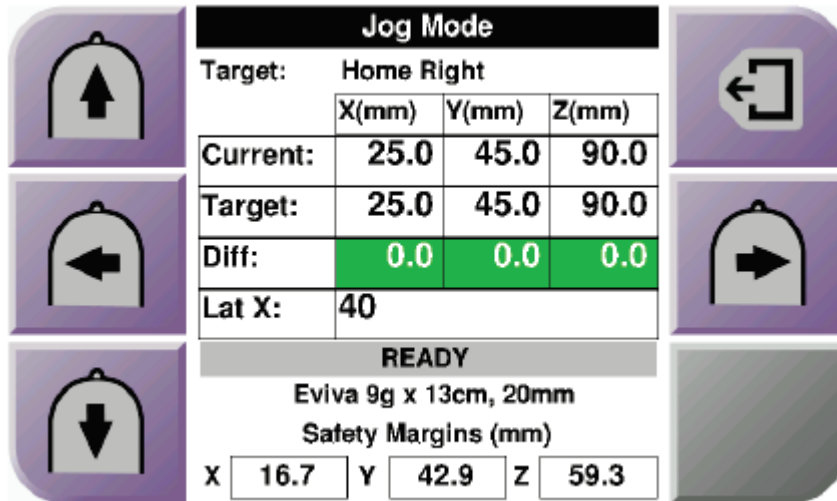 Jog Mode
Target: Home Right
X(mm) Y(mm) Z(mm)
Current: 25.0 45.0 90.0
Target: 25.0 45.0 90.0
Diff: 0.0 0.0 0.0
Lat X: 40
READY
Eviva 9g x 13cm, 20mm
Safety Margins (mm)
X 16.7 Y 42.9 Z 59.3